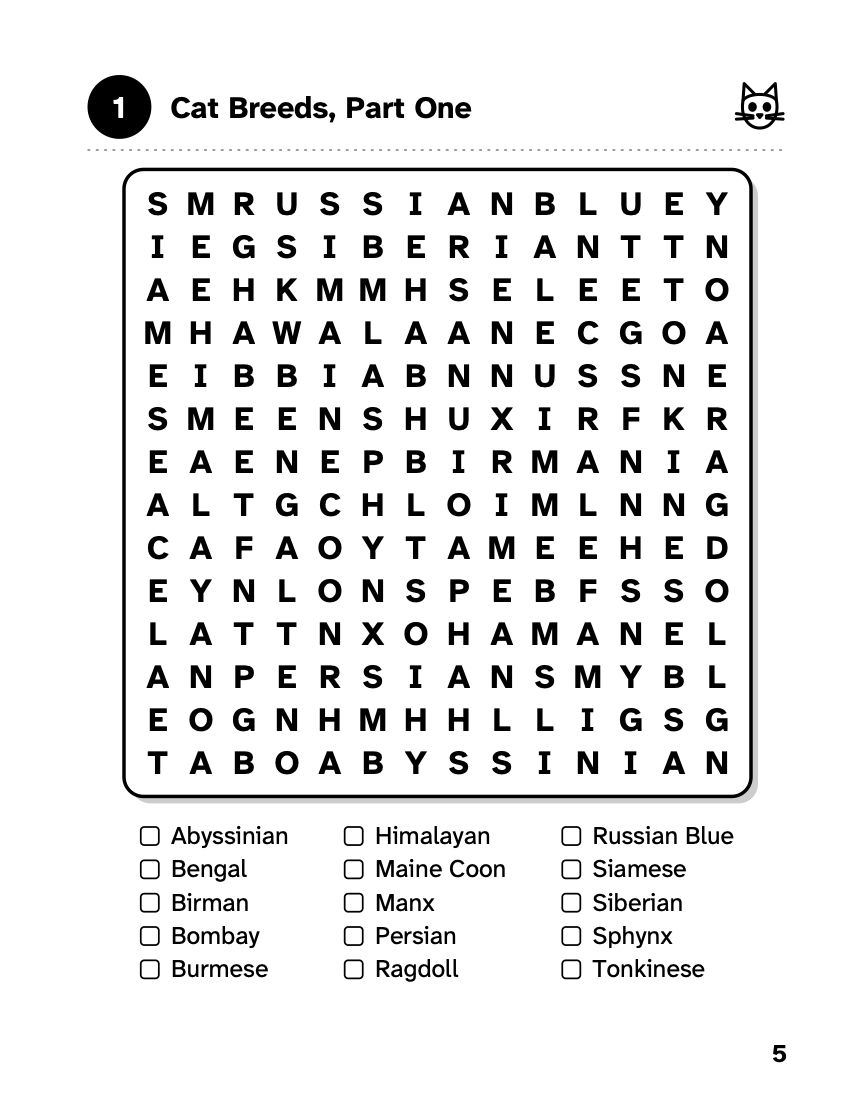 1 Cat Breeds, Part One
S M R U S S I A N B L U E Y
I E G S I B E R I A N T T N
A E H K M M H S E L E E T O
M H A W A L A A N E C G O A
E I B B I A B N N U S S N E
S M E E N S H U X I R F K R
E A E N E P B I R M A N I A
A L T G C H L O I M L N N G
C A F A O Y T A M E E H E D
E Y N L O N S P E B F S S O
L A T T N X O H A M A N E L
A N P E R S I A N S M Y B L
E O G N H M H H L L I G S G
T A B O A B Y S S I N I A N
Abyssinian Himalayan Russian Blue
Bengal Maine Coon Siamese
Birman Manx Siberian
Bombay Persian Sphynx
Burmese Ragdoll Tonkinese
5